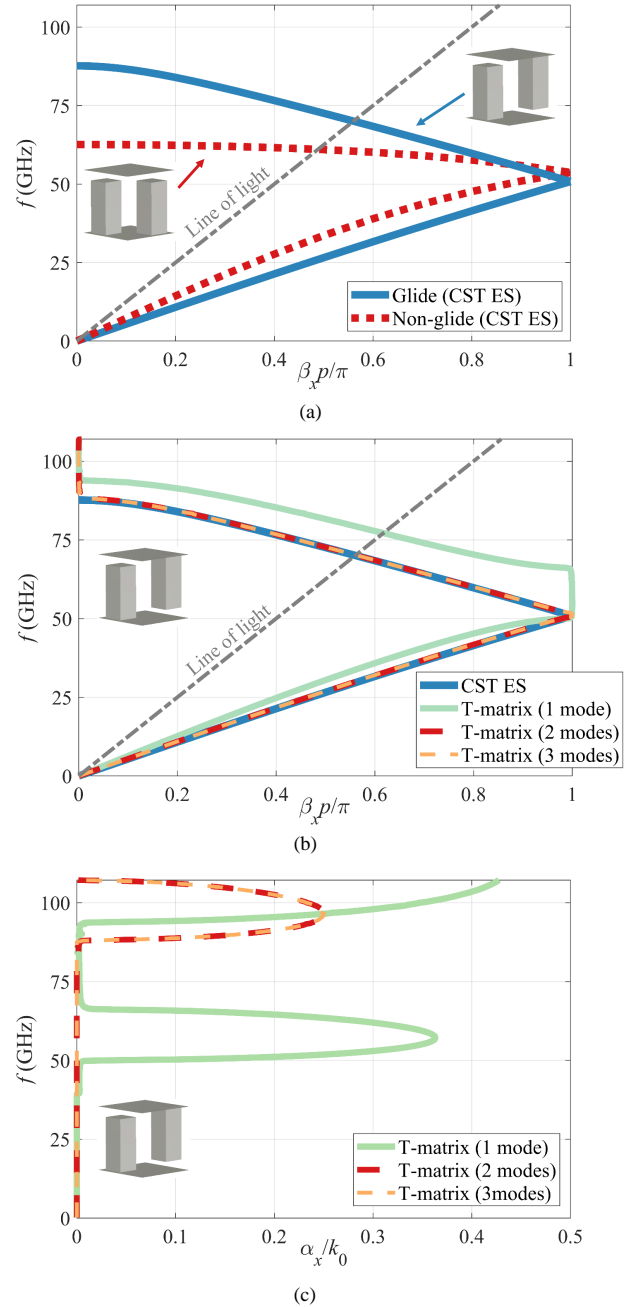 100
75
50
25
0
f (GHz)
Line of light
Glide (CST ES)
Non-glide (CST ES)
0 0.2 0.4 0.6 0.8 1
βₓp/π
(a)
100
75
50
25
0
f (GHz)
Line of light
CST ES
T-matrix (1 mode)
T-matrix (2 modes)
T-matrix (3 modes)
0 0.2 0.4 0.6 0.8 1
βₓp/π
(b)
100
75
50
25
0
f (GHz)
T-matrix (1 mode)
T-matrix (2 modes)
T-matrix (3modes)
0 0.1 0.2 0.3 0.4 0.5
αₓ/k₀
(c)